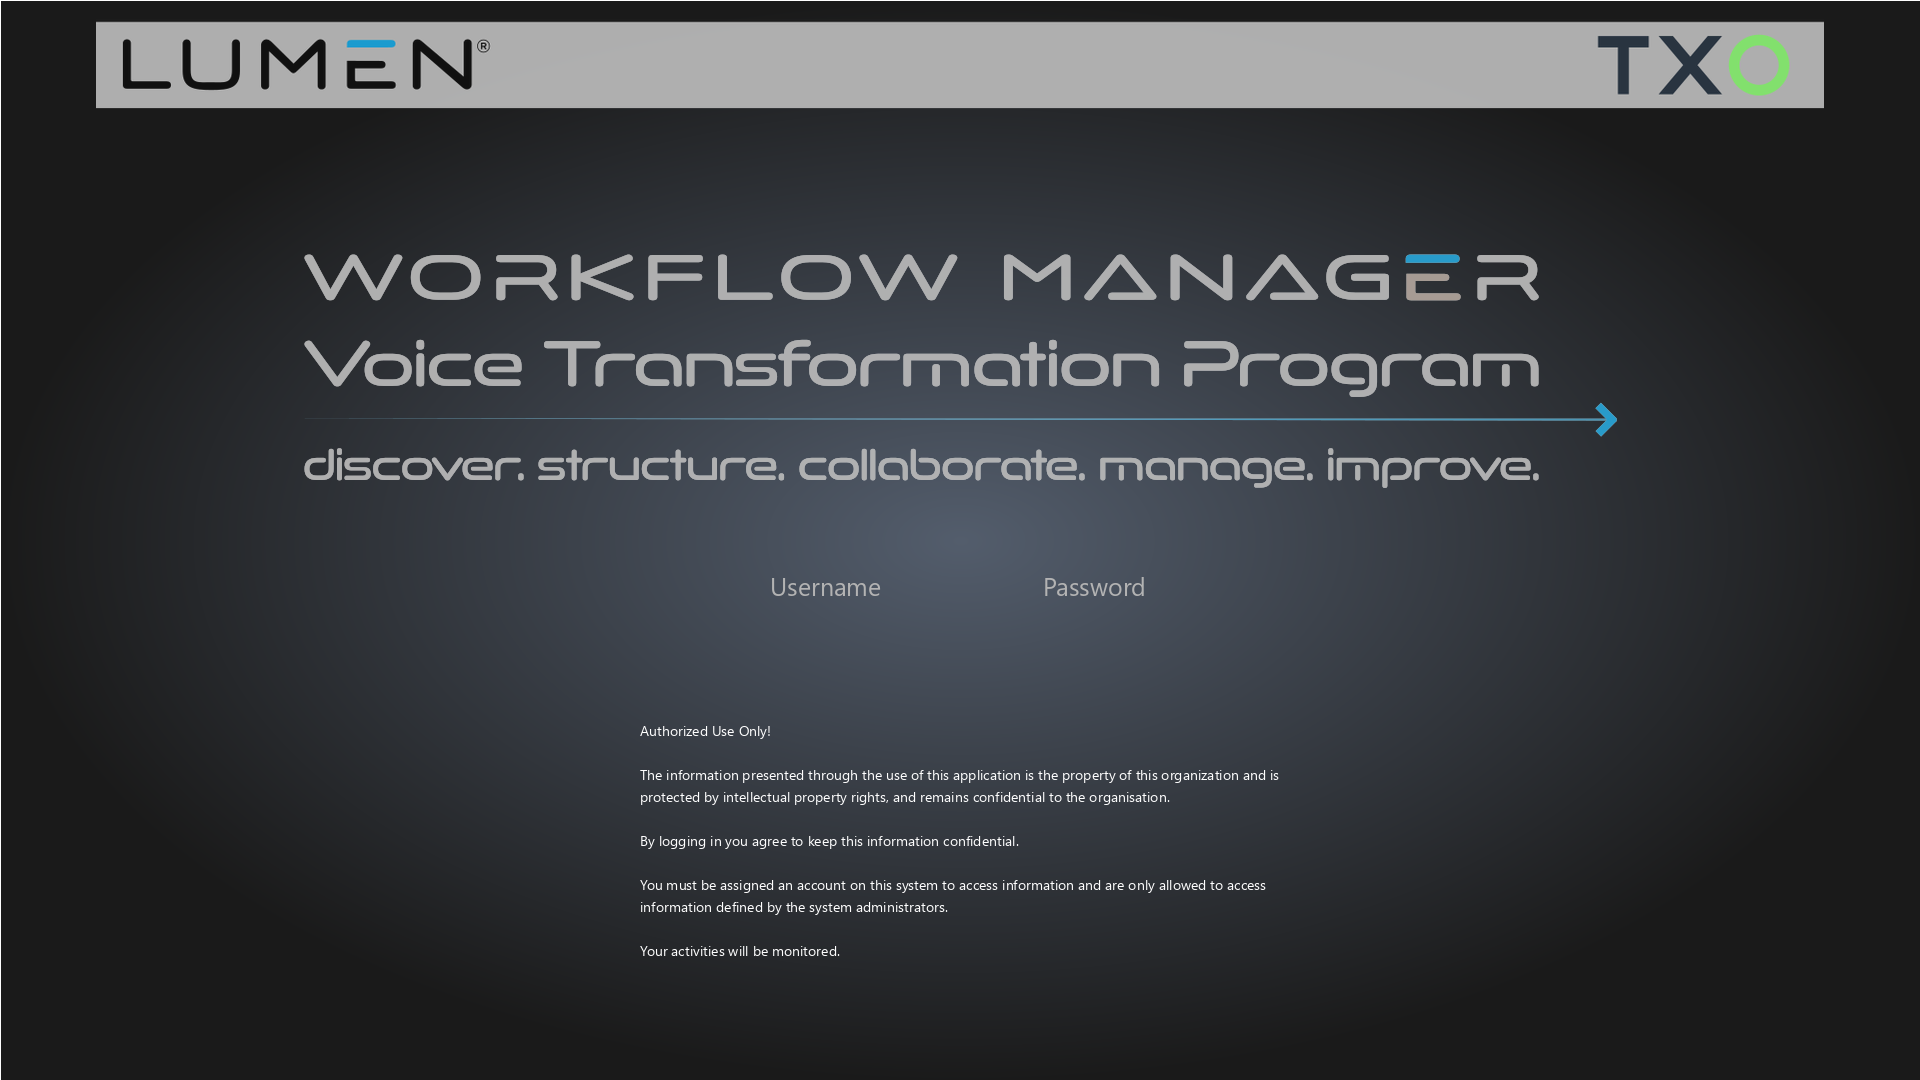 LUMEN®
TXO
WORKFLOW MANAGER
Voice Transformation Program
discover. structure. collaborate. manage. improve.
Username Password
Authorized Use Only!
The information presented through the use of this application is the property of this organization and is
protected by intellectual property rights, and remains confidential to the organisation.
By logging in you agree to keep this information confidential.
You must be assigned an account on this system to access information and are only allowed to access
information defined by the system administrators.
Your activities will be monitored.